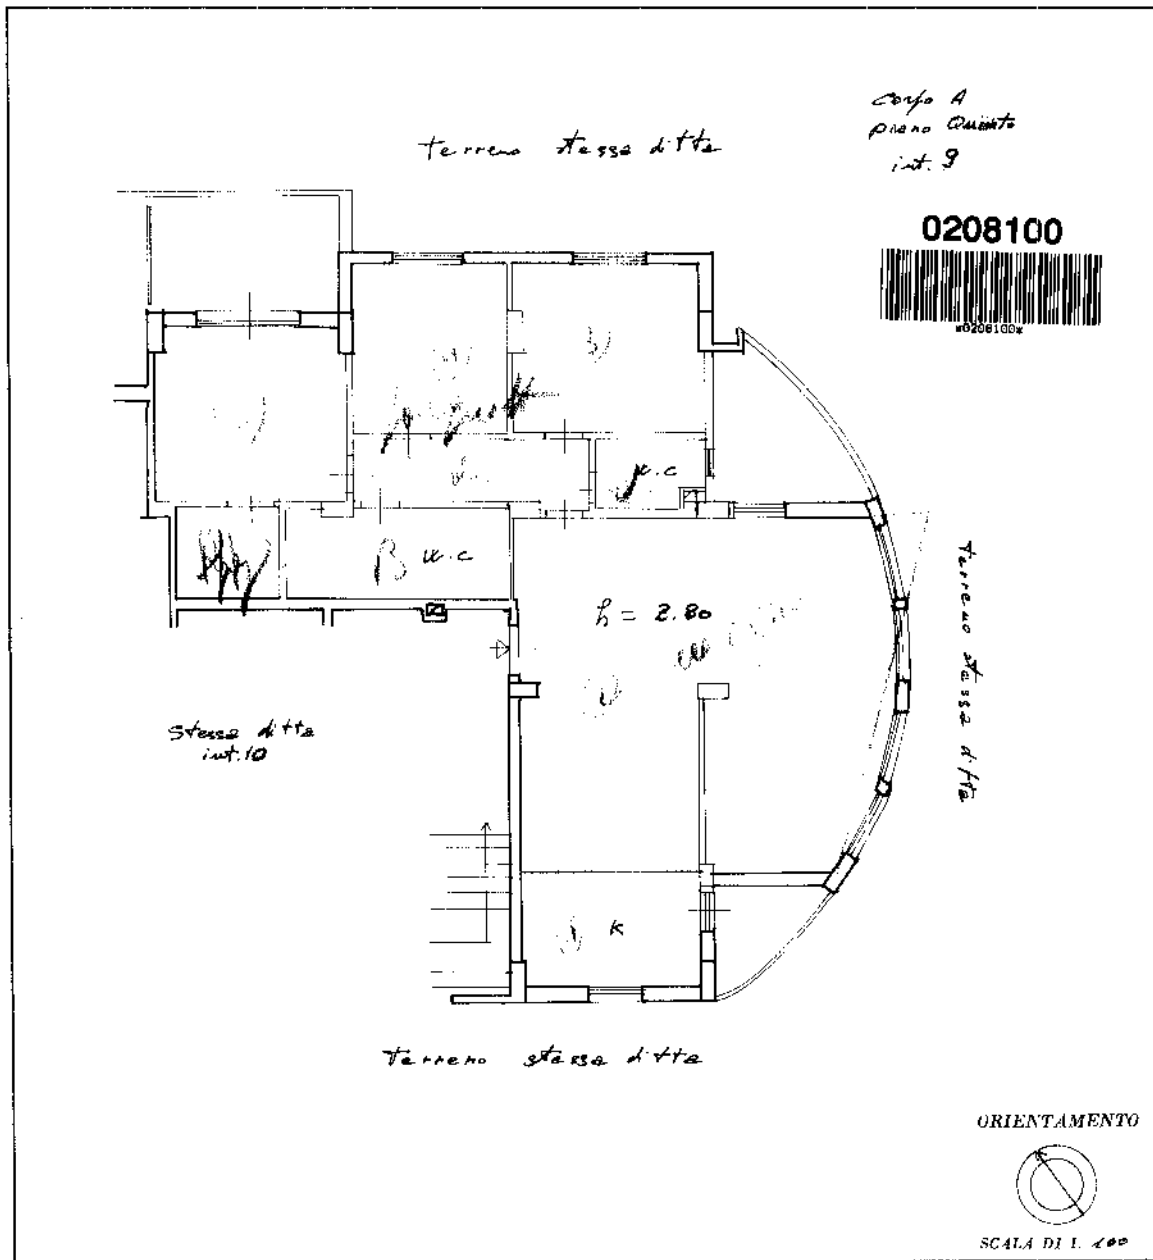 corpo A
piano Quinto
int. 9
terreno stessa ditta
0208100
*0208100*
w.c
B w.c
h = 2.80
terreno stessa ditta
stessa ditta
int. 10
K
terreno stessa ditta
ORIENTAMENTO
SCALA DI 1. 100